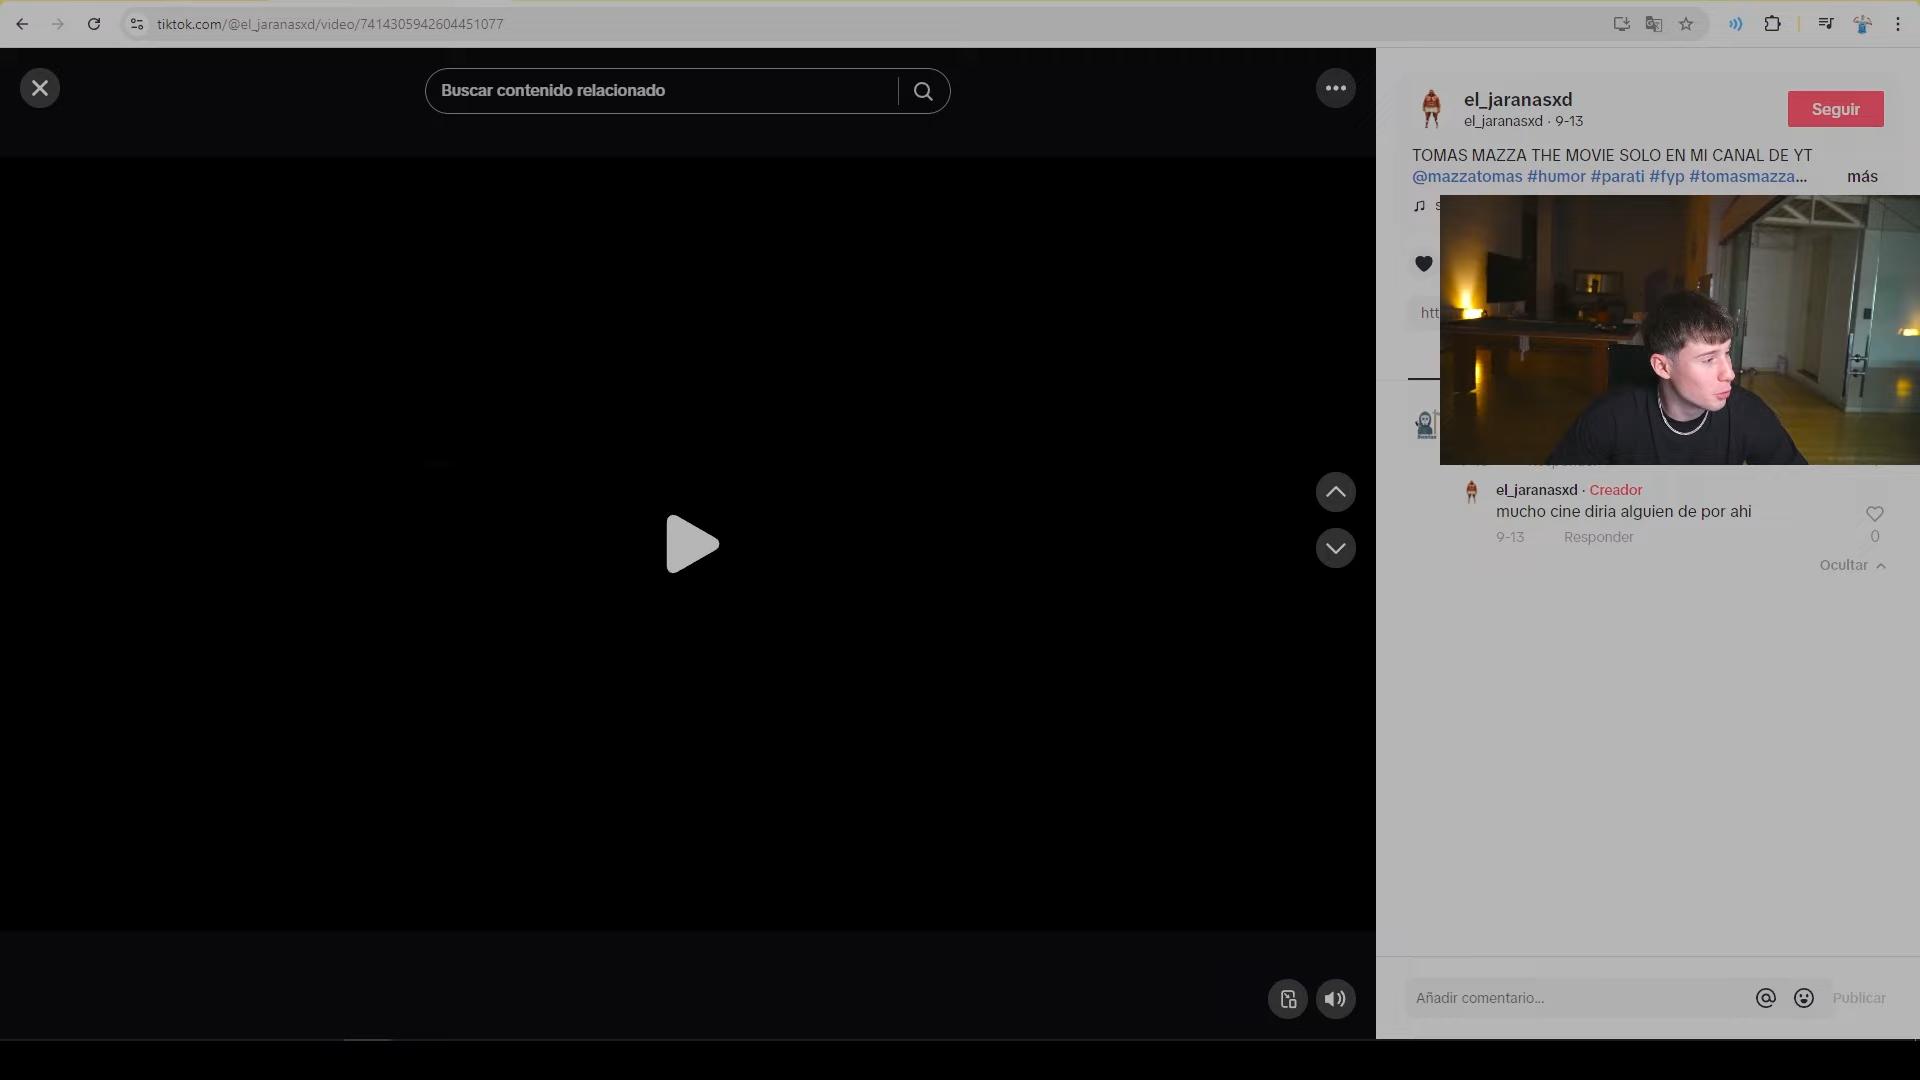 tiktok.com/@el_jaranasxd/video/7414305942604451077
Buscar contenido relacionado
el_jaranasxd
el_jaranasxd · 9-13
Seguir
TOMAS MAZZA THE MOVIE SOLO EN MI CANAL DE YT
@mazzatomas #humor #parati #fyp #tomasmazza...
más
htt
el_jaranasxd · Creador
mucho cine diria alguien de por ahi
9-13
Responder
0
Ocultar
Añadir comentario...
Publicar